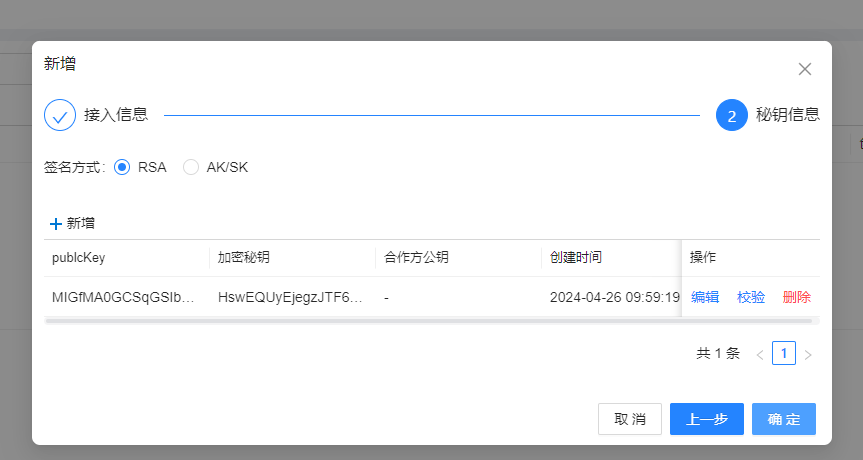 新增
接入信息
2 秘钥信息
签名方式: RSA AK/SK
新增
publcKey 加密秘钥 合作方公钥 创建时间 操作
MIGfMA0GCSqGSIb... HswEQUyEjegzJTF6... - 2024-04-26 09:59:19 编辑 校验 删除
共 1 条 < 1 >
取 消 上一步 确 定